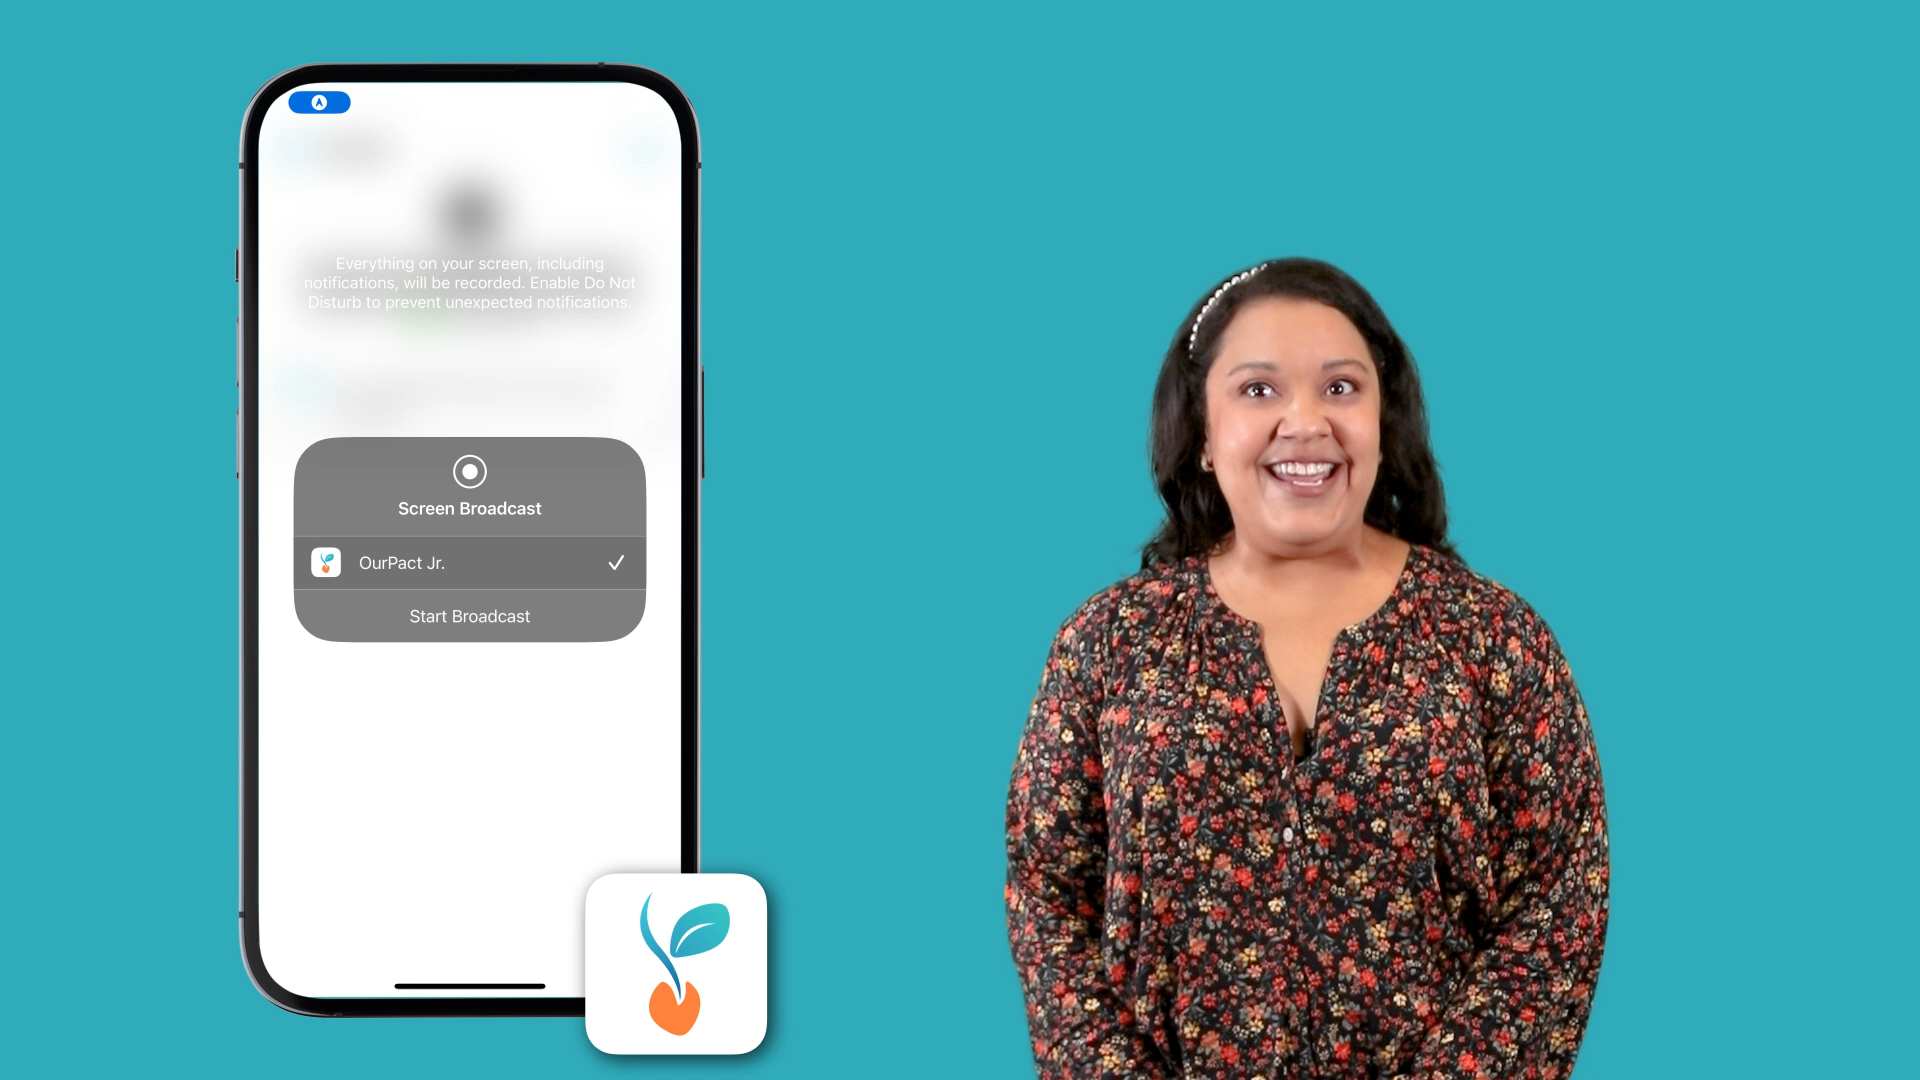 Everything on your screen, including
notifications, will be recorded. Enable Do Not
Disturb to prevent unexpected notifications.
Screen Broadcast
OurPact Jr.
Start Broadcast